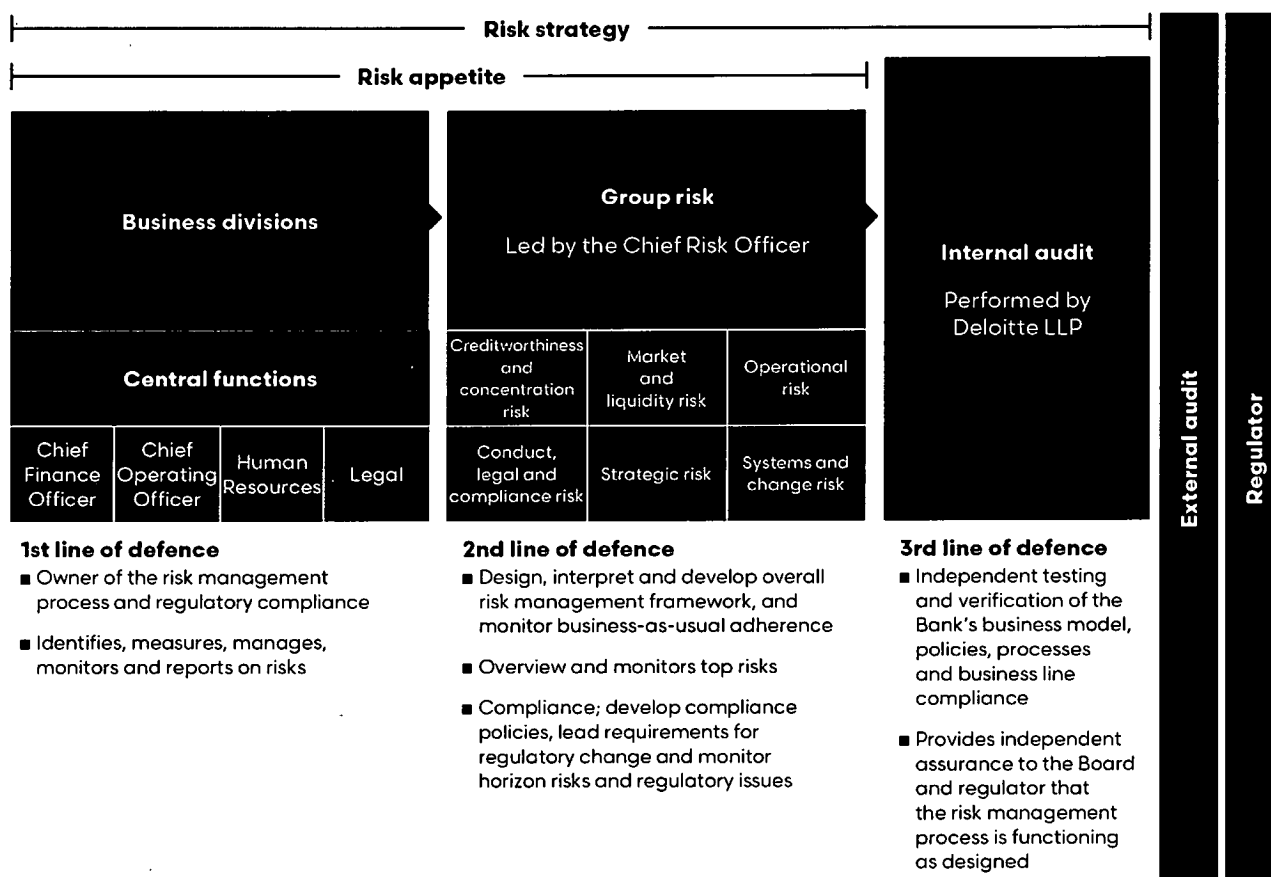 Risk strategy
Risk appetite
Business divisions
Central functions
Chief
Finance
Officer
Chief
Operating
Officer
Human
Resources
Legal
Group risk
Led by the Chief Risk Officer
Creditworthiness
and
concentration
risk
Market
and
liquidity risk
Operational
risk
Conduct,
legal and
compliance risk
Strategic risk
Systems and
change risk
Internal audit
Performed by
Deloitte LLP
External audit
Regulator
1st line of defence
■ Owner of the risk management
process and regulatory compliance
■ Identifies, measures, manages,
monitors and reports on risks
2nd line of defence
■ Design, interpret and develop overall
risk management framework, and
monitor business-as-usual adherence
■ Overview and monitors top risks
■ Compliance; develop compliance
policies, lead requirements for
regulatory change and monitor
horizon risks and regulatory issues
3rd line of defence
■ Independent testing
and verification of the
Bank's business model,
policies, processes
and business line
compliance
■ Provides independent
assurance to the Board
and regulator that
the risk management
process is functioning
as designed